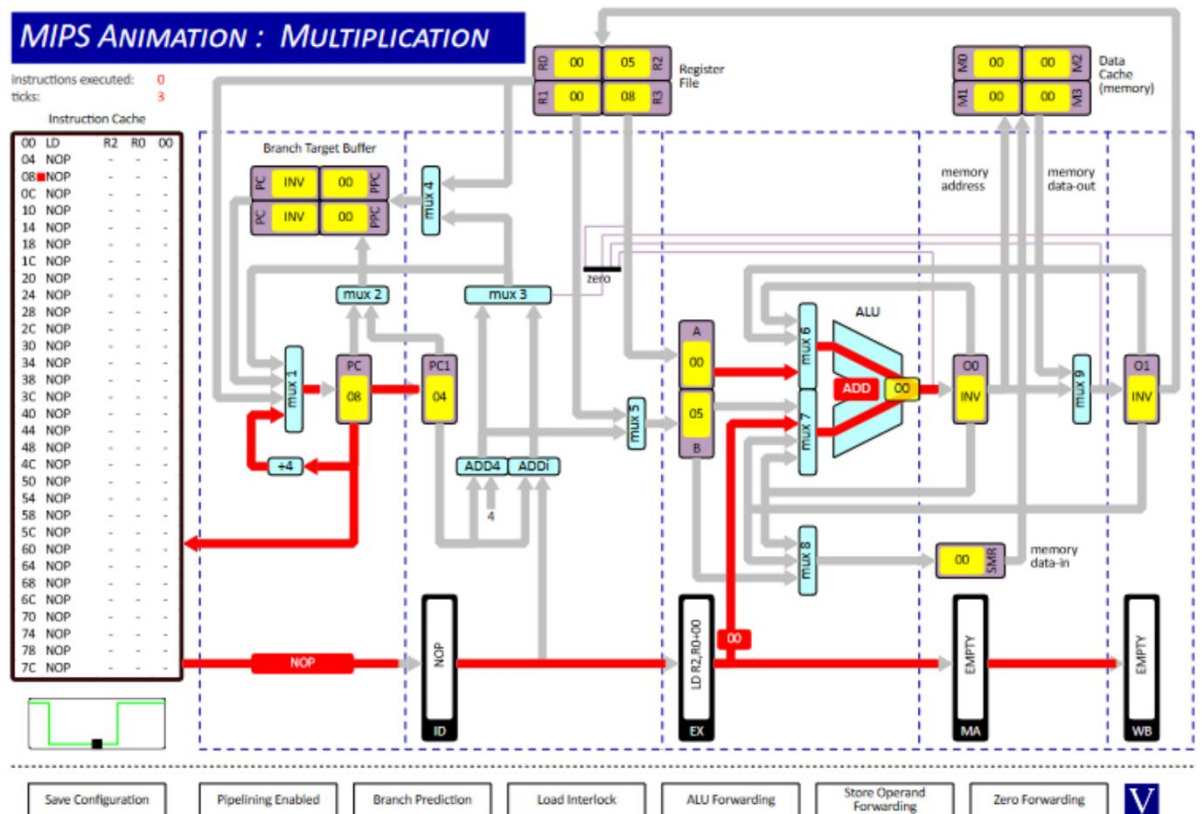 MIPS ANIMATION : MULTIPLICATION
instructions executed: 0
ticks: 3
Instruction Cache
00 LD R2 R0 00
04 NOP - - -
08 NOP - - -
0C NOP - - -
10 NOP - - -
14 NOP - - -
18 NOP - - -
1C NOP - - -
20 NOP - - -
24 NOP - - -
28 NOP - - -
2C NOP - - -
30 NOP - - -
34 NOP - - -
38 NOP - - -
3C NOP - - -
40 NOP - - -
44 NOP - - -
48 NOP - - -
4C NOP - - -
50 NOP - - -
54 NOP - - -
58 NOP - - -
5C NOP - - -
60 NOP - - -
64 NOP - - -
68 NOP - - -
6C NOP - - -
70 NOP - - -
74 NOP - - -
78 NOP - - -
7C NOP - - -
R0 00 05 R2
R1 00 08 R3
Register
File
M0 00 00 M2
M1 00 00 M3
Data
Cache
(memory)
Branch Target Buffer
PC INV 00 PPC
PC INV 00 PPC
mux 4
memory
address
memory
data-out
zero
mux 2
mux 3
mux 1
PC
08
PC1
04
+4
ADD4
ADDi
4
mux 5
A
00
05
B
mux 6
mux 7
ALU
ADD
00
O0
INV
mux 9
O1
INV
mux 8
00 SMR
memory
data-in
NOP
NOP
ID
LD R2,R0+00
EX
00
EMPTY
MA
EMPTY
WB
Save Configuration
Pipelining Enabled
Branch Prediction
Load Interlock
ALU Forwarding
Store Operand
Forwarding
Zero Forwarding
V